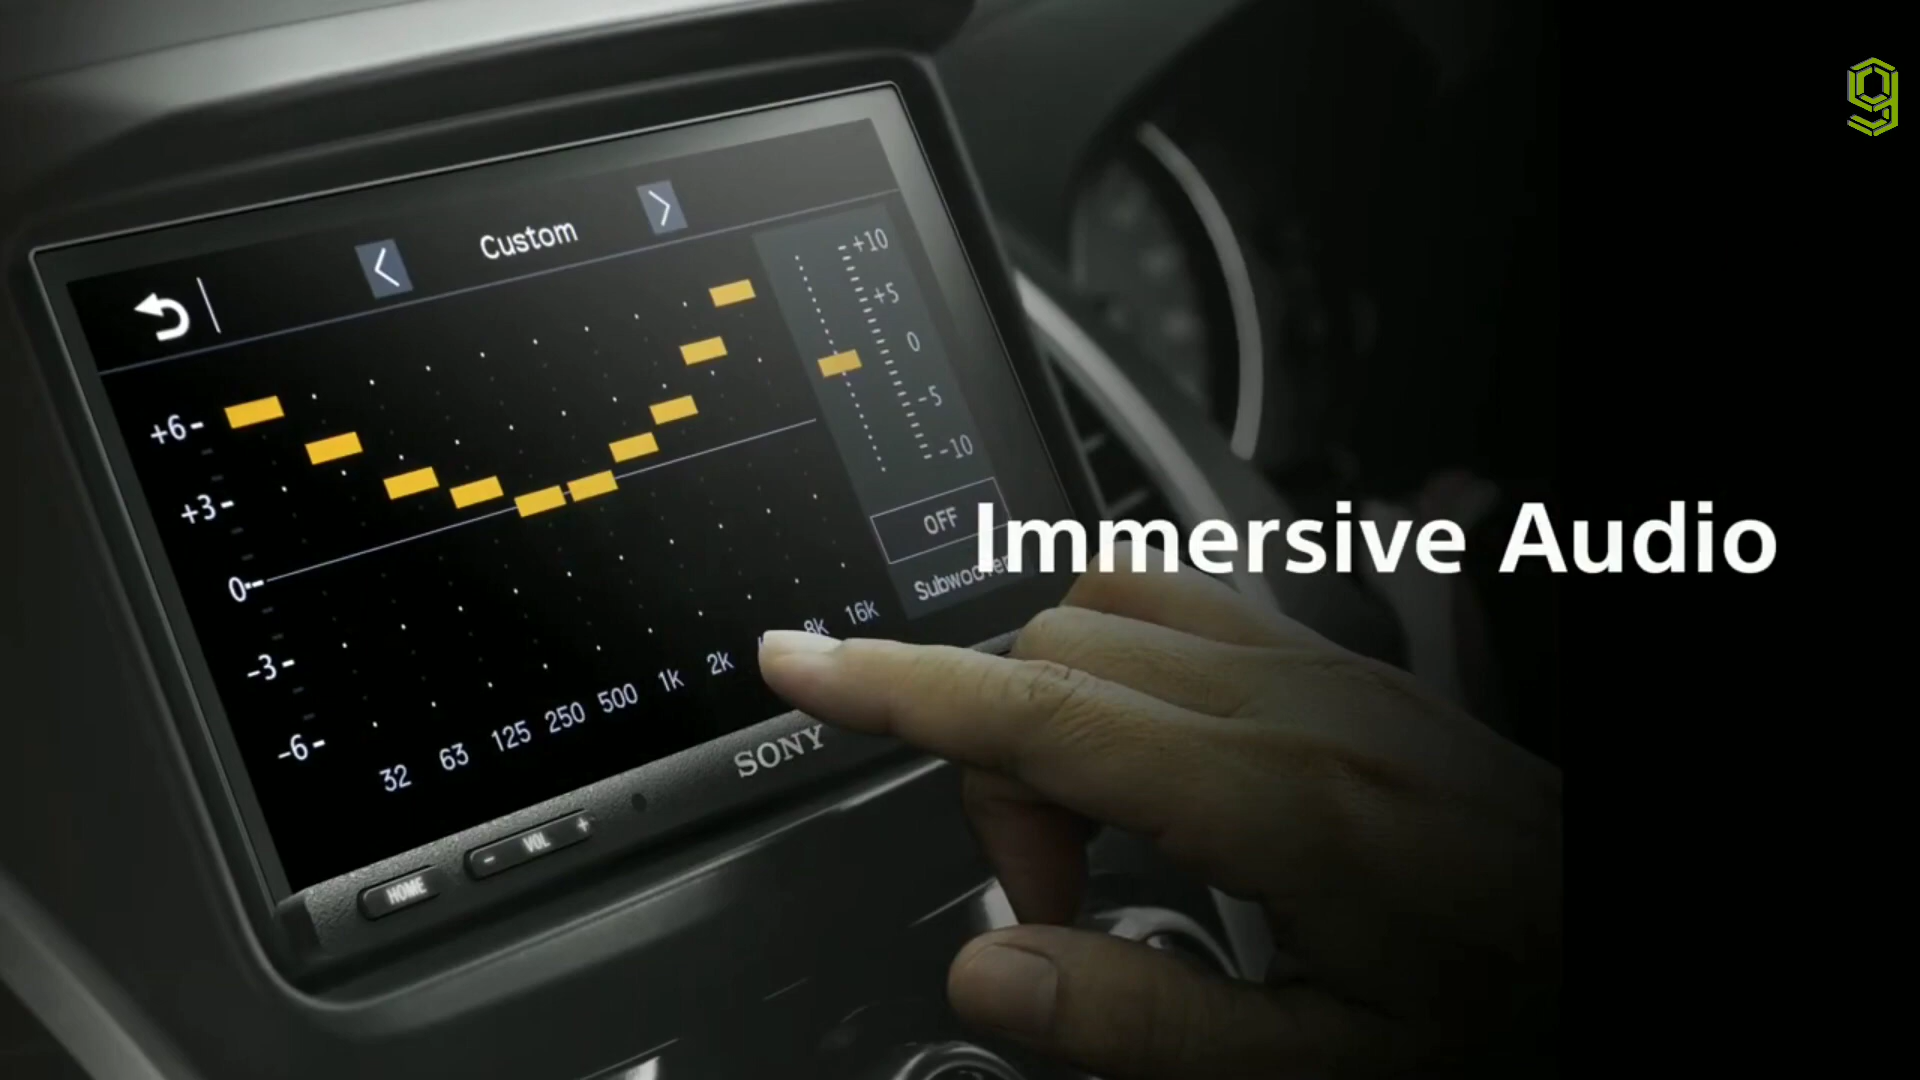 Custom
+6
+3
0
-3
-6
32 63 125 250 500 1k 2k 8k 16k
+10
+5
0
-5
-10
OFF
Subwoofer
Immersive Audio
SONY
HOME
- VOL +